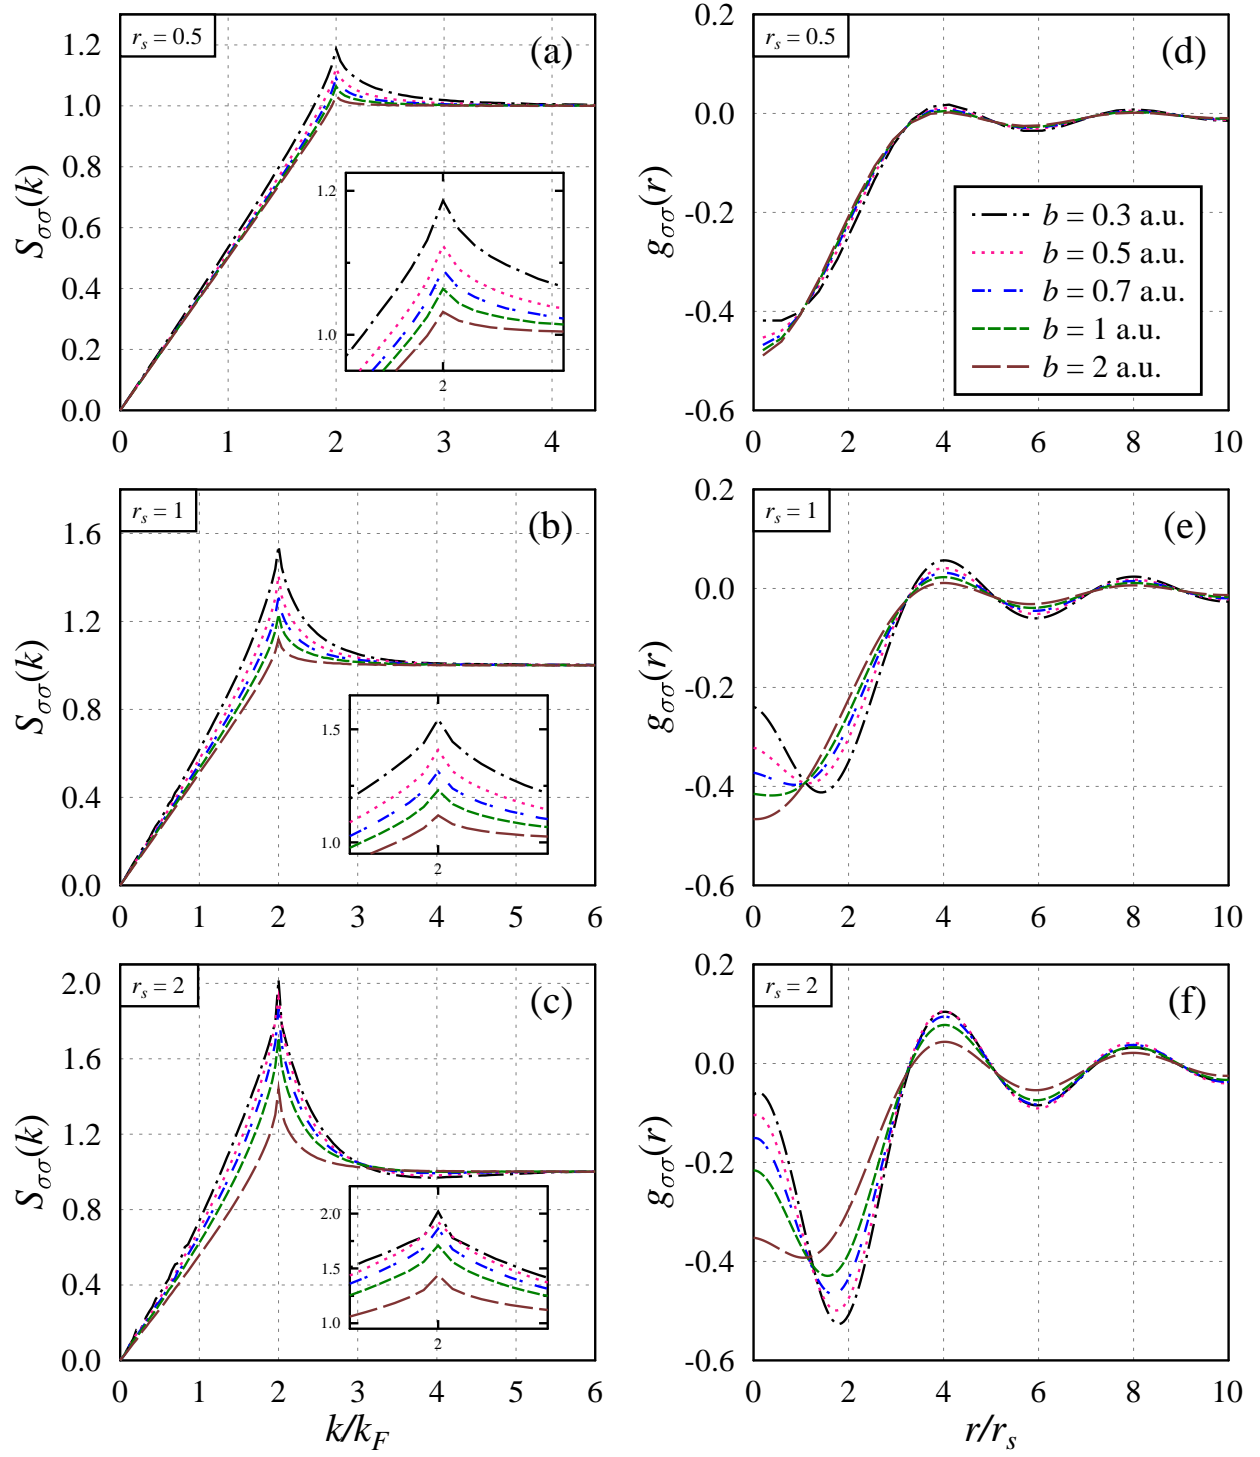 r_s = 0.5
(a)
S_σσ(k)
1.2
1.0
0.8
0.6
0.4
0.2
0.0
0 1 2 3 4
1.2
1.0
2
r_s = 0.5
(d)
g_σσ(r)
0.2
0.0
-0.2
-0.4
-0.6
0 2 4 6 8 10
b = 0.3 a.u.
b = 0.5 a.u.
b = 0.7 a.u.
b = 1 a.u.
b = 2 a.u.
r_s = 1
(b)
S_σσ(k)
1.6
1.2
0.8
0.4
0.0
0 1 2 3 4 5 6
1.5
1.0
2
r_s = 1
(e)
g_σσ(r)
0.2
0.0
-0.2
-0.4
-0.6
0 2 4 6 8 10
r_s = 2
(c)
S_σσ(k)
2.0
1.6
1.2
0.8
0.4
0.0
0 1 2 3 4 5 6
k/k_F
2.0
1.5
1.0
2
r_s = 2
(f)
g_σσ(r)
0.2
0.0
-0.2
-0.4
-0.6
0 2 4 6 8 10
r/r_s